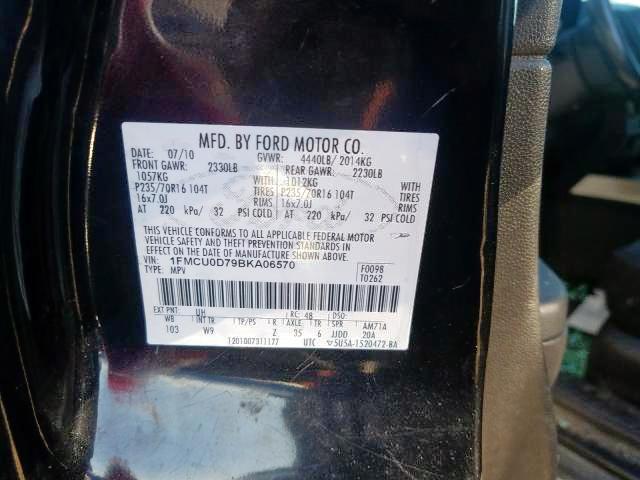 MFD. BY FORD MOTOR CO.
DATE: 07/10 GVWR: 4440LB/ 2014KG
FRONT GAWR: 2330LB REAR GAWR: 2230LB
1057KG WITH 1012KG WITH
P235/70R16 104T TIRES P235/70R16 104T TIRES
16x7.0J RIMS 16x7.0J RIMS
AT 220 kPa/ 32 PSI COLD AT 220 kPa/ 32 PSI COLD
THIS VEHICLE CONFORMS TO ALL APPLICABLE FEDERAL MOTOR
VEHICLE SAFETY AND THEFT PREVENTION STANDARDS IN
EFFECT ON THE DATE OF MANUFACTURE SHOWN ABOVE.
VIN: 1FMCU0D79BKA06570 F0098
TYPE: MPV T0262
EXT PNT: UH RC: 48 DSO:
WB INT TR TP/PS R AXLE TR SPR AM71A
103 W9 Z 35 6 JJDD 20A
1201007311177 UTC 5U5A-1520472-BA